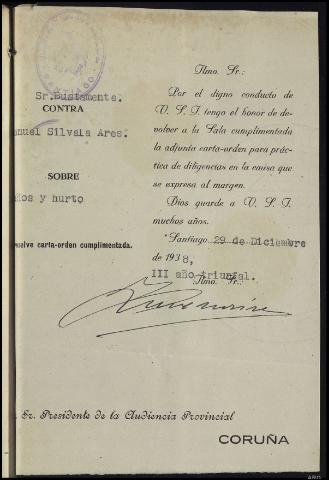 SANTIAGO
Sr. Bustamente.
CONTRA
nuel Silvaia Ares.
SOBRE
ños y hurto
uelve carta-orden cumplimentada.
Ilmo. Sr.:
Por el digno conducto de
V. S. I. tengo el honor de de-
volver a la Sala cumplimentada
la adjunta carta-orden para prác-
tica de diligencias en la causa que
se expresa al margen.
Dios guarde a V. S. I.
muchos años.
Santiago 29 de Diciembre
de 1938,
III año triunfal.
Ilmo. Sr.:
Sr. Presidente de la Audiencia Provincial
CORUÑA